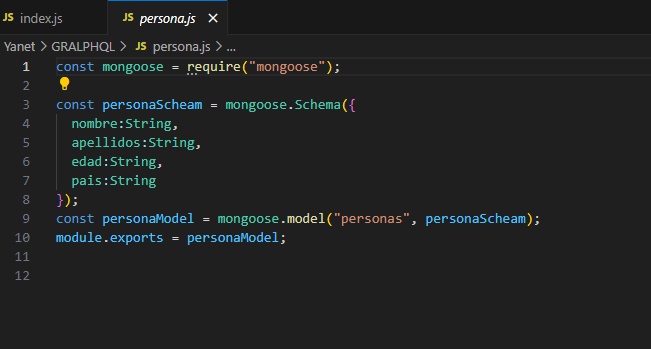 JS index.js
JS persona.js ×
Yanet > GRALPHQL > JS persona.js > ...
1 const mongoose = require("mongoose");
2
3 const personaScheam = mongoose.Schema({
4 nombre:String,
5 apellidos:String,
6 edad:String,
7 pais:String
8 });
9 const personaModel = mongoose.model("personas", personaScheam);
10 module.exports = personaModel;
11
12